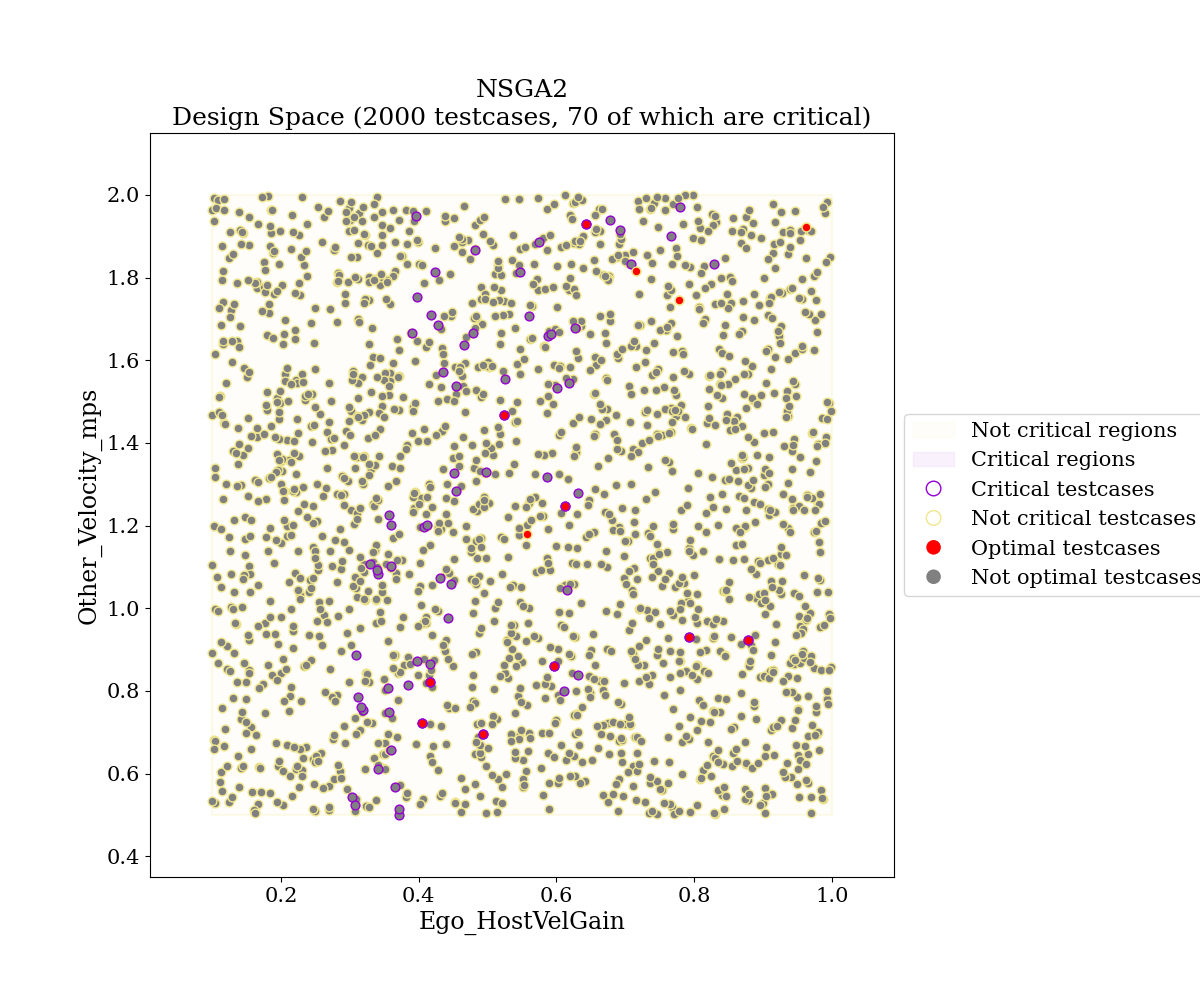 NSGA2
Design Space (2000 testcases, 70 of which are critical)
2.0
1.8
1.6
1.4
1.2
1.0
0.8
0.6
0.4
Other_Velocity_mps
0.2
0.4
0.6
0.8
1.0
Ego_HostVelGain
Not critical regions
Critical regions
Critical testcases
Not critical testcases
Optimal testcases
Not optimal testcases